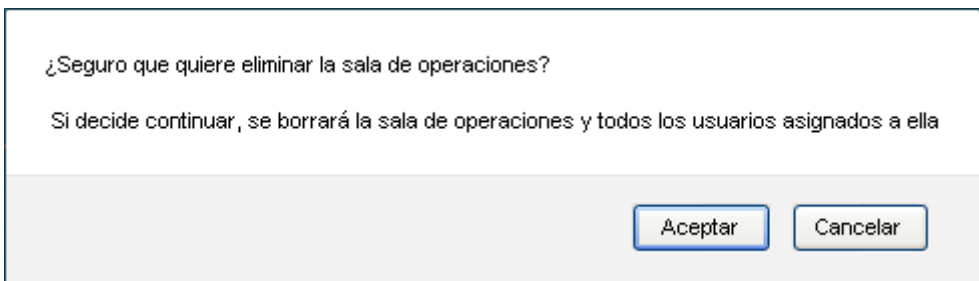 ¿Seguro que quiere eliminar la sala de operaciones?
Si decide continuar, se borrará la sala de operaciones y todos los usuarios asignados a ella
Aceptar
Cancelar